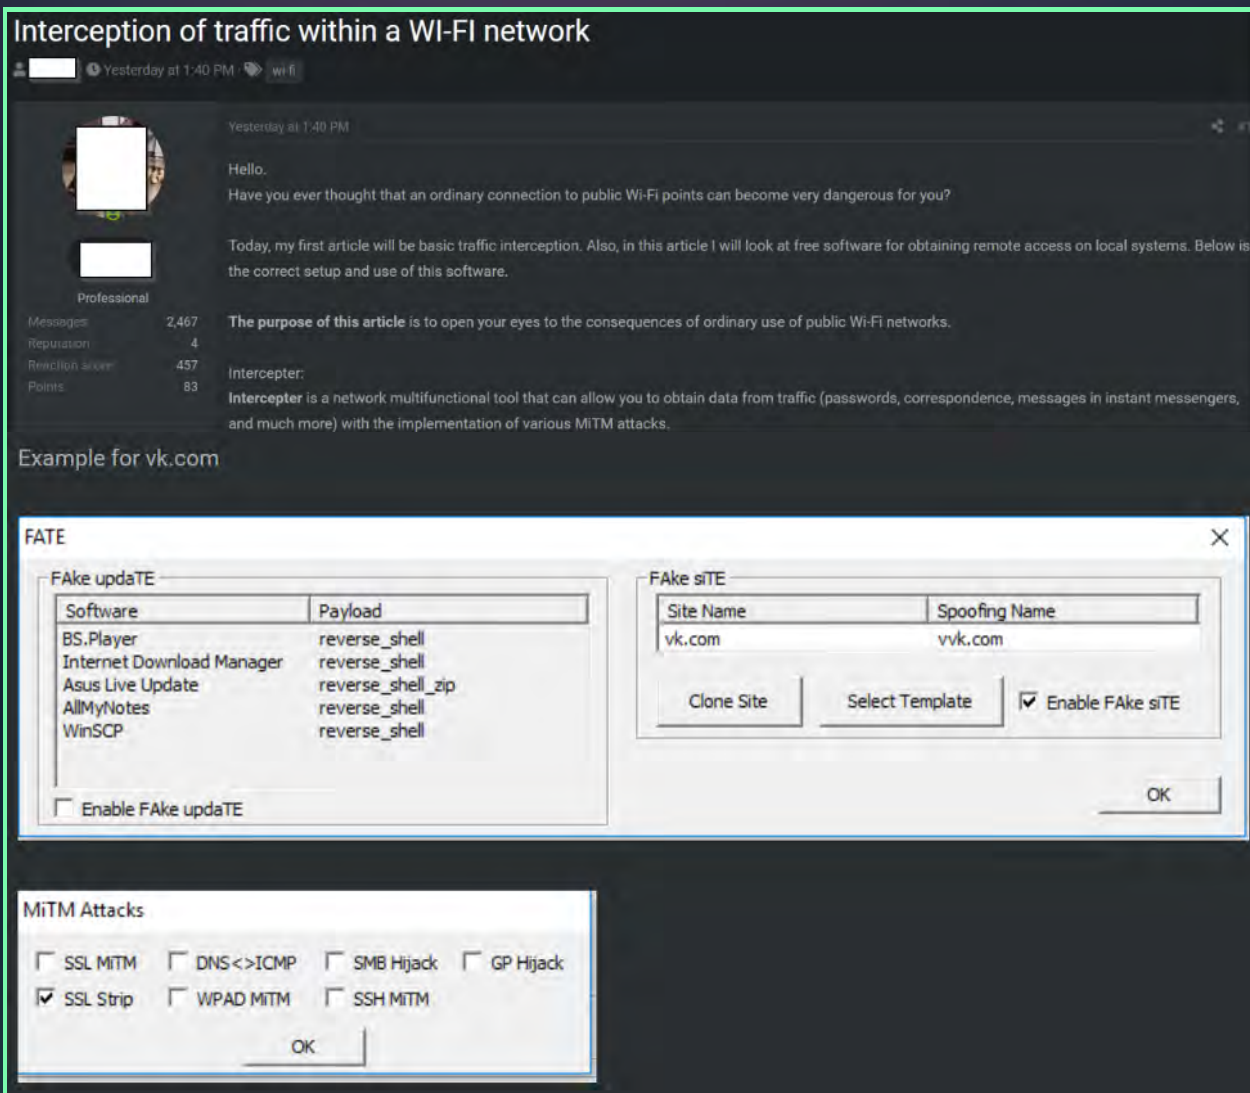 Interception of traffic within a WI-FI network
Yesterday at 1:40 PM wi fi
Yesterday at 1:40 PM
Hello.
Have you ever thought that an ordinary connection to public Wi-Fi points can become very dangerous for you?
Today, my first article will be basic traffic interception. Also, in this article I will look at free software for obtaining remote access on local systems. Below is
the correct setup and use of this software.
Professional
Messages 2,467
Reputation 4
Reaction score 457
Points 83
The purpose of this article is to open your eyes to the consequences of ordinary use of public Wi-Fi networks.
Intercepter:
Intercepter is a network multifunctional tool that can allow you to obtain data from traffic (passwords, correspondence, messages in instant messengers,
and much more) with the implementation of various MiTM attacks.
Example for vk.com
FATE
FAke updaTE
Software Payload
BS.Player reverse_shell
Internet Download Manager reverse_shell
Asus Live Update reverse_shell_zip
AllMyNotes reverse_shell
WinSCP reverse_shell
Enable FAke updaTE
FAke siTE
Site Name Spoofing Name
vk.com vvk.com
Clone Site Select Template Enable FAke siTE
OK
MiTM Attacks
SSL MiTM DNS<>ICMP SMB Hijack GP Hijack
SSL Strip WPAD MiTM SSH MiTM
OK